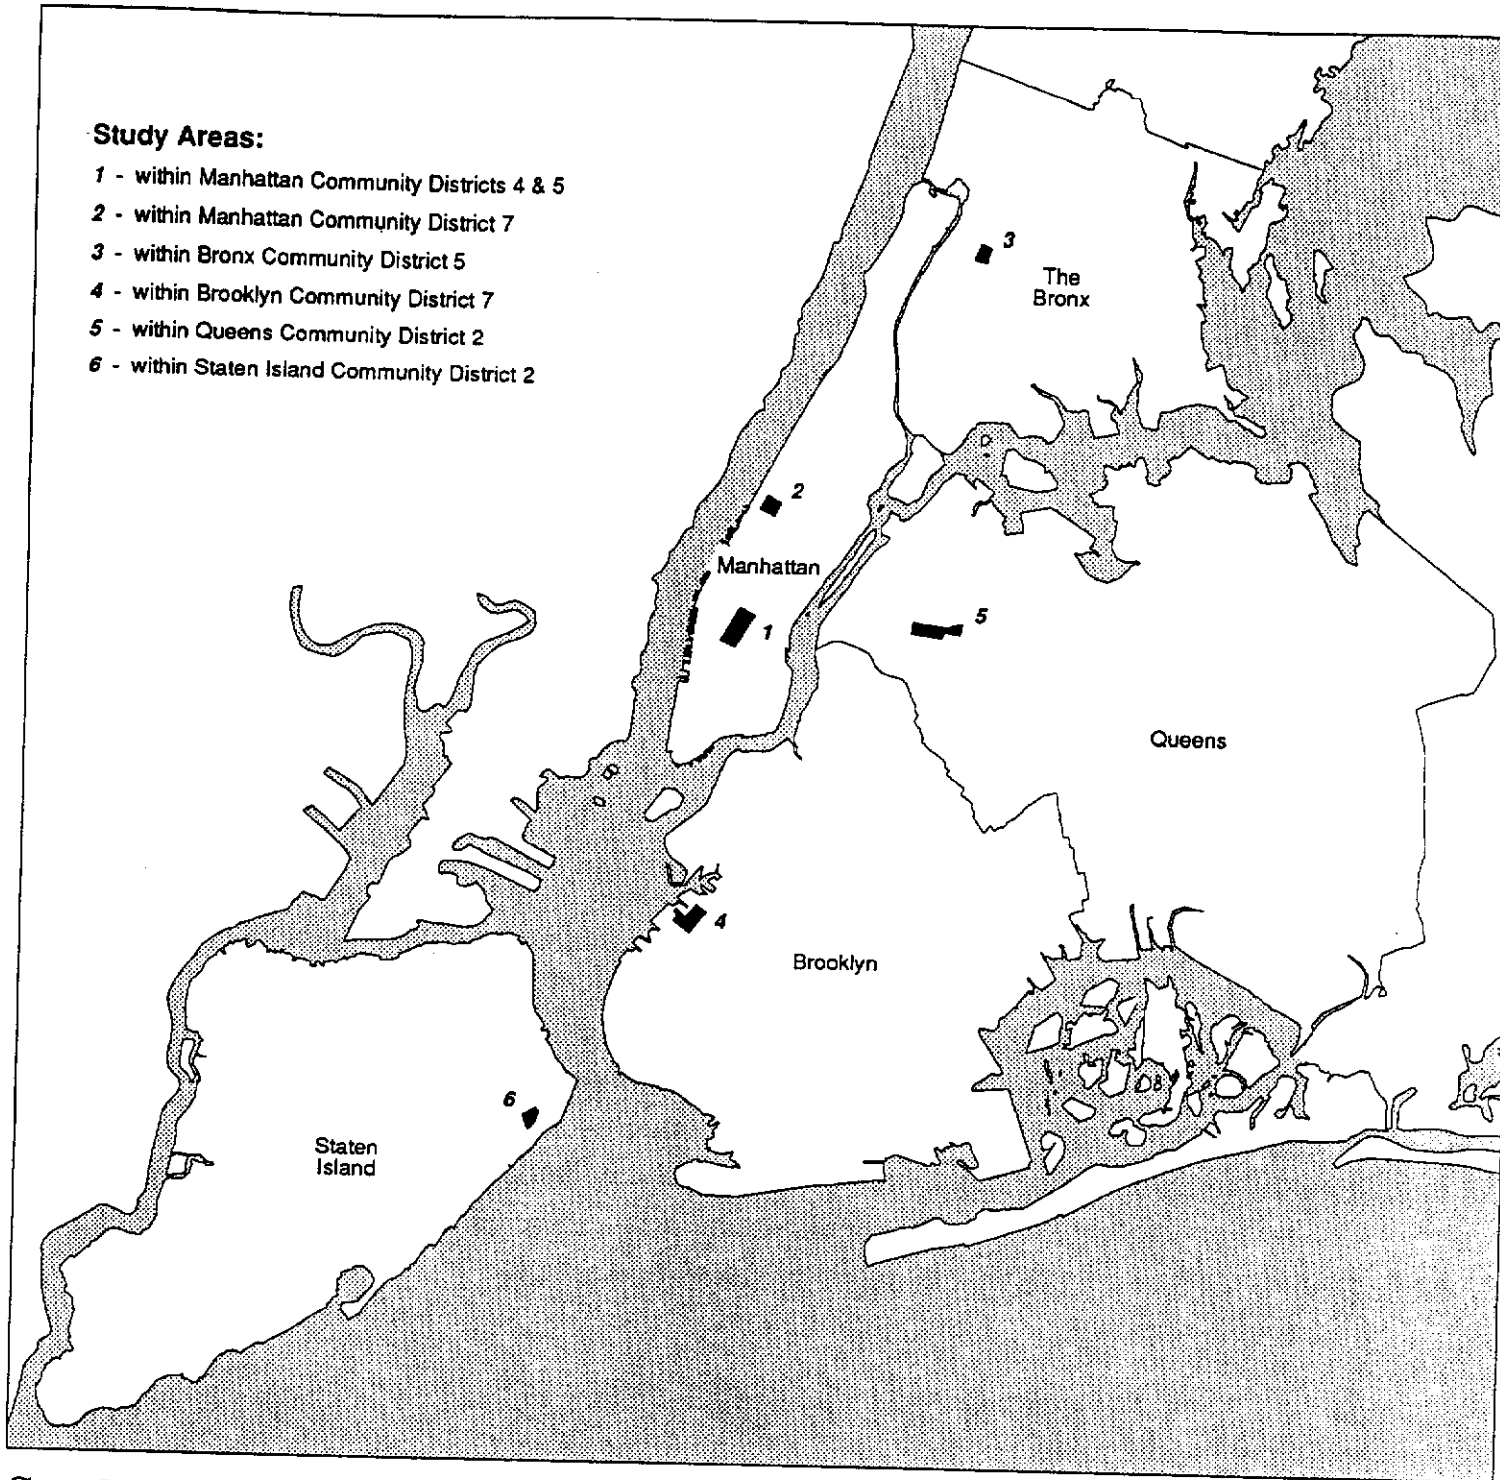 Study Areas:
1 - within Manhattan Community Districts 4 & 5
2 - within Manhattan Community District 7
3 - within Bronx Community District 5
4 - within Brooklyn Community District 7
5 - within Queens Community District 2
6 - within Staten Island Community District 2
3
The
Bronx
2
Manhattan
1
5
Queens
4
Brooklyn
6
Staten
Island